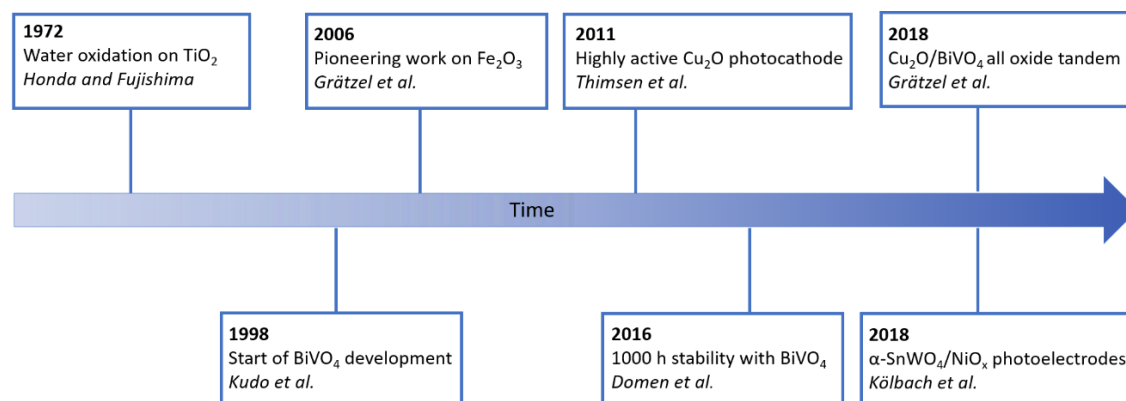 1972
Water oxidation on TiO₂
Honda and Fujishima
2006
Pioneering work on Fe₂O₃
Grätzel et al.
2011
Highly active Cu₂O photocathode
Thimsen et al.
2018
Cu₂O/BiVO₄ all oxide tandem
Grätzel et al.
Time
1998
Start of BiVO₄ development
Kudo et al.
2016
1000 h stability with BiVO₄
Domen et al.
2018
α-SnWO₄/NiOₓ photoelectrodes
Kölbach et al.